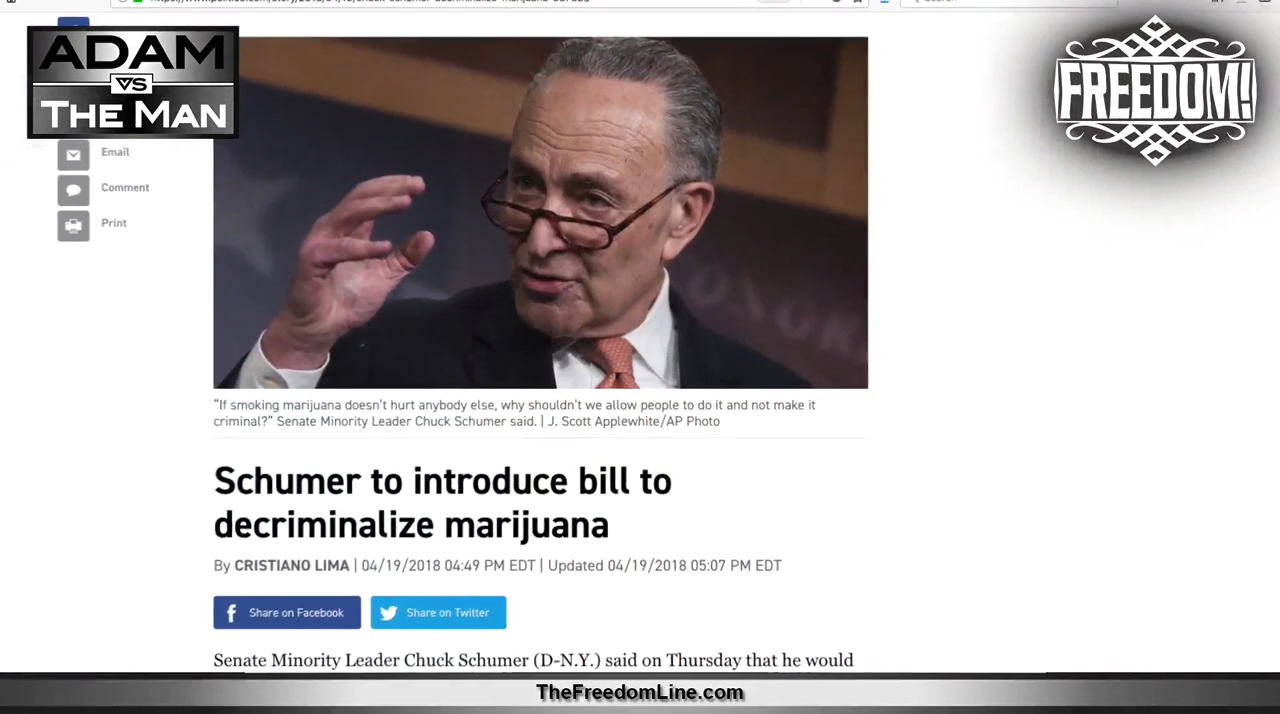 ADAM
VS
THE MAN
FREEDOM!
Email
Comment
Print
"If smoking marijuana doesn't hurt anybody else, why shouldn't we allow people to do it and not make it
criminal?" Senate Minority Leader Chuck Schumer said. | J. Scott Applewhite/AP Photo
Schumer to introduce bill to
decriminalize marijuana
By CRISTIANO LIMA | 04/19/2018 04:49 PM EDT | Updated 04/19/2018 05:07 PM EDT
Share on Facebook
Share on Twitter
Senate Minority Leader Chuck Schumer (D-N.Y.) said on Thursday that he would
TheFreedomLine.com